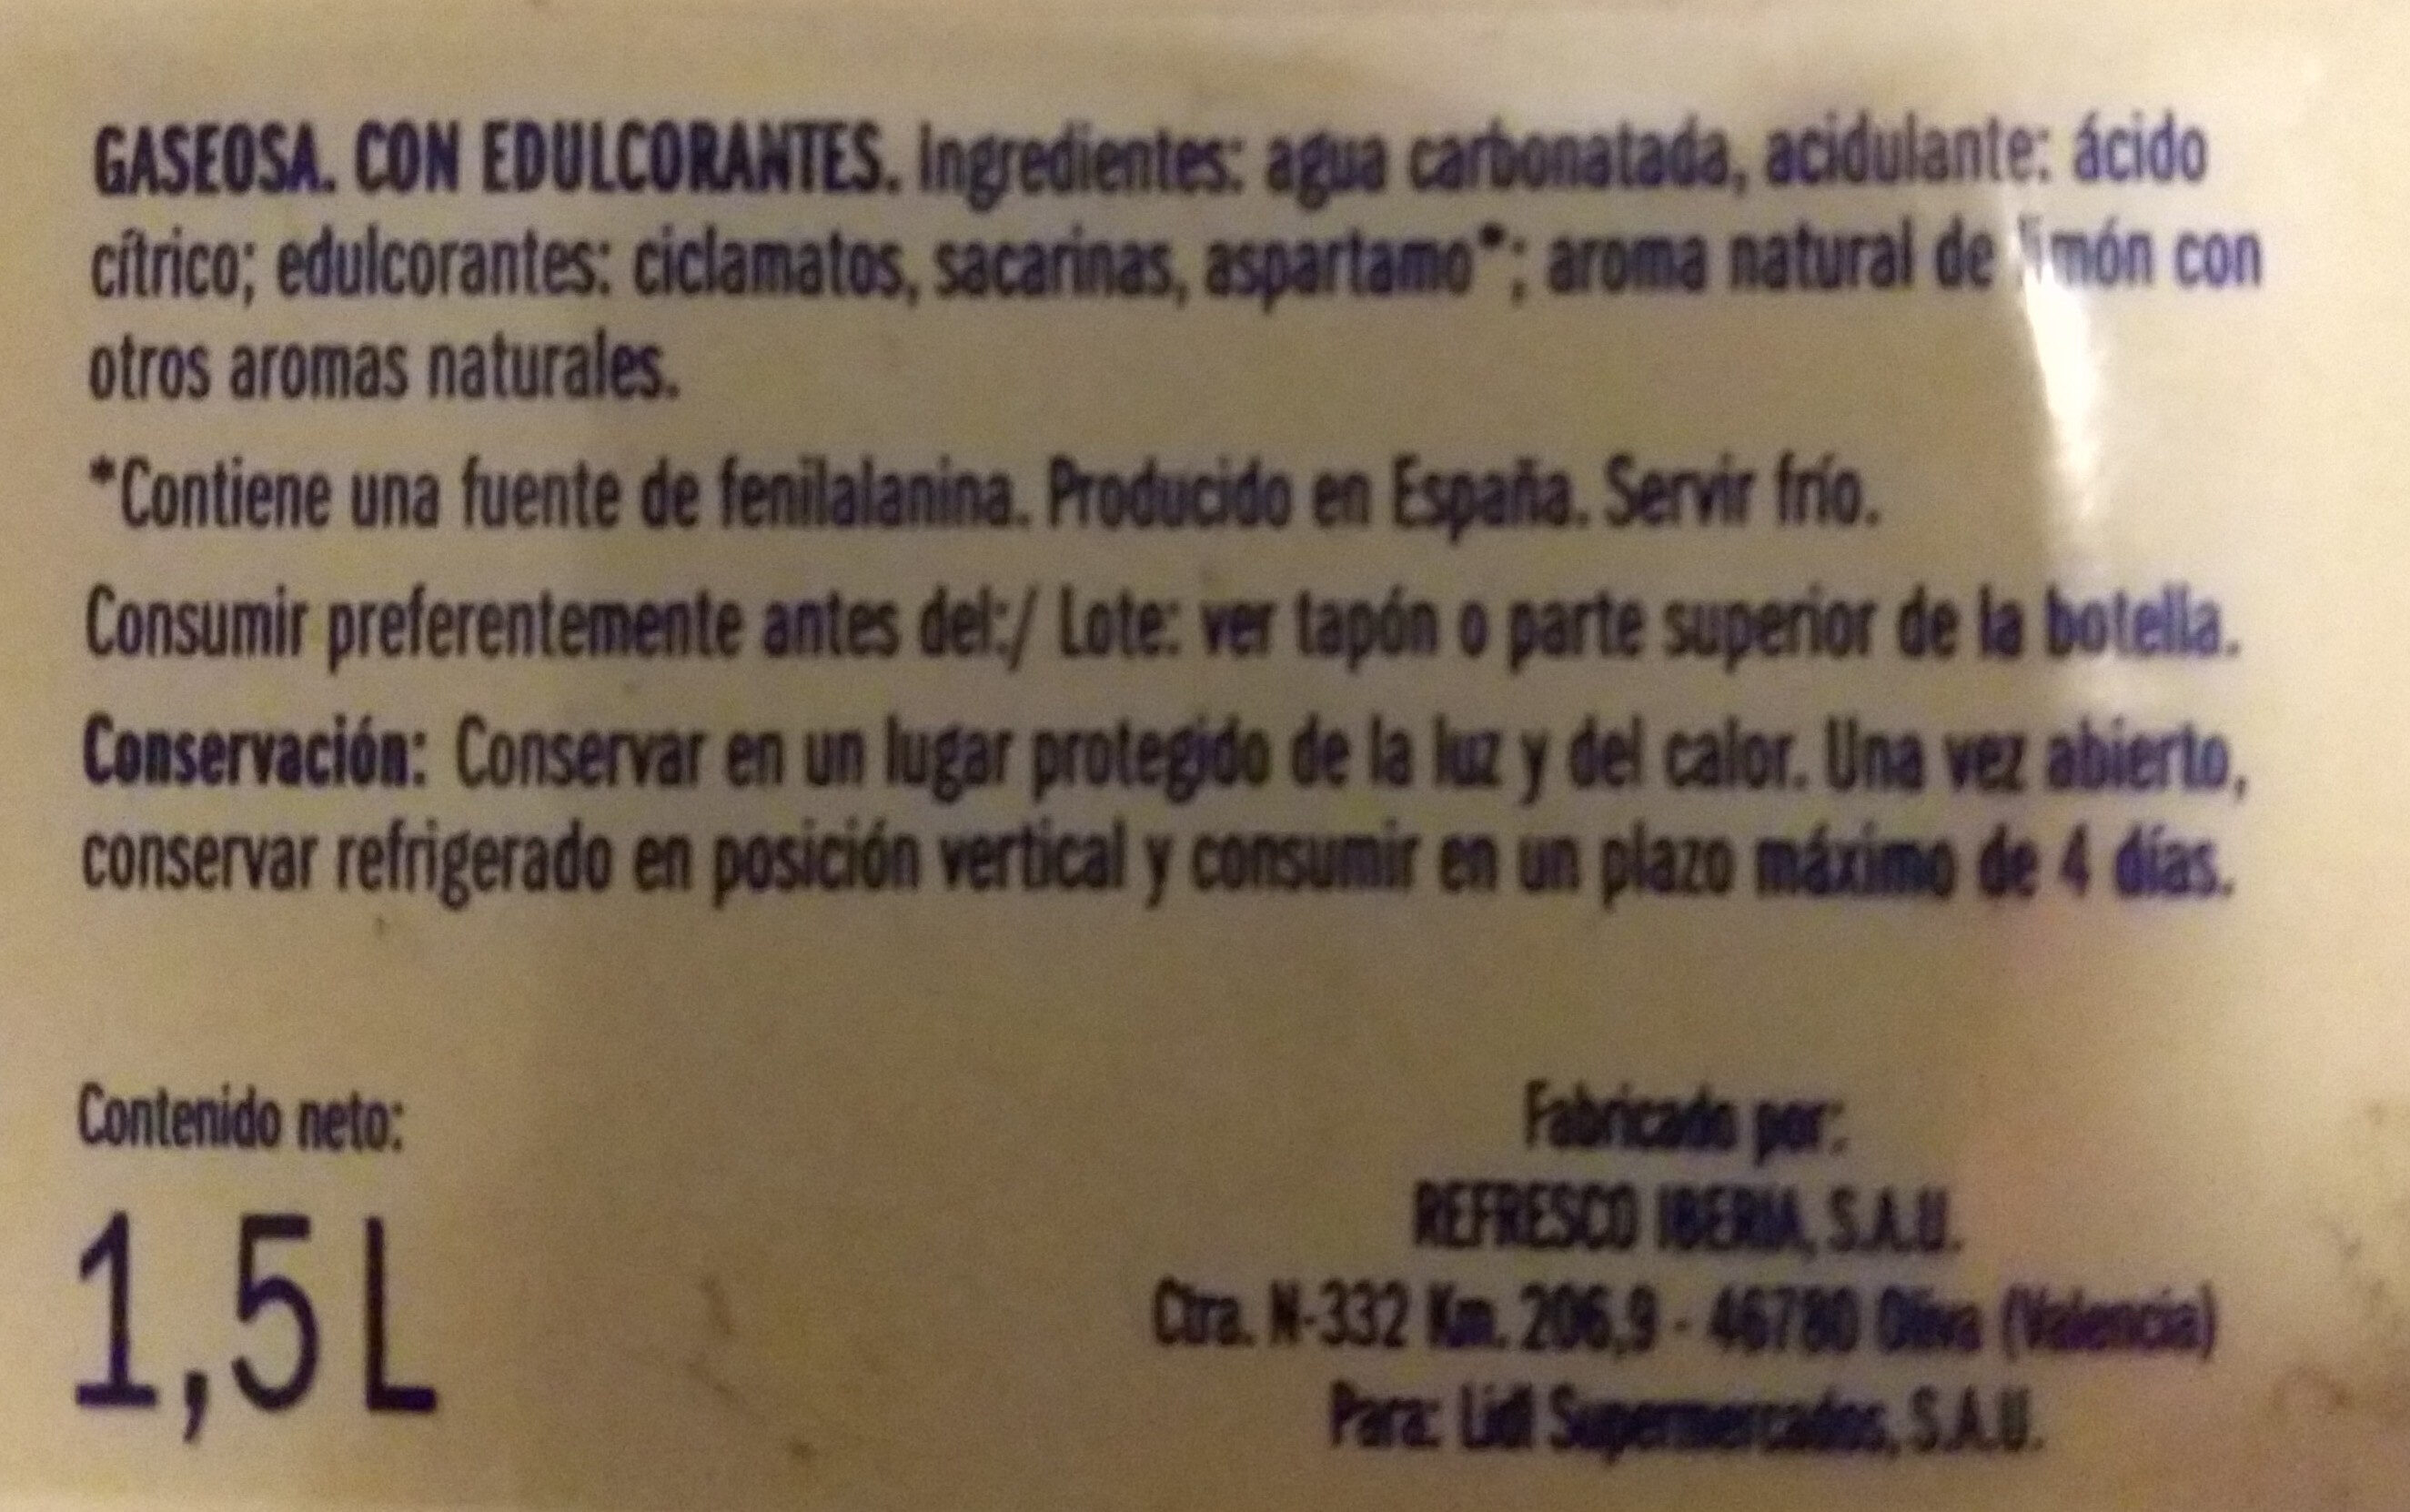 GASEOSA. CON EDULCORANTES. Ingredientes: agua carbonatada, acidulante: ácido
cítrico; edulcorantes: ciclamatos, sacarinas, aspartamo*; aroma natural de limón con
otros aromas naturales.
*Contiene una fuente de fenilalanina. Producido en España. Servir frío.
Consumir preferentemente antes del:/ Lote: ver tapón o parte superior de la botella.
Conservación: Conservar en un lugar protegido de la luz y del calor. Una vez abierto,
conservar refrigerado en posición vertical y consumir en un plazo máximo de 4 días.
Contenido neto:
1,5 L
Fabricado por:
REFRESCO IBERIA, S.A.U.
Ctra. N-332 Km. 206,9 - 46780 Oliva (Valencia)
Para: Lidl Supermercados, S.A.U.